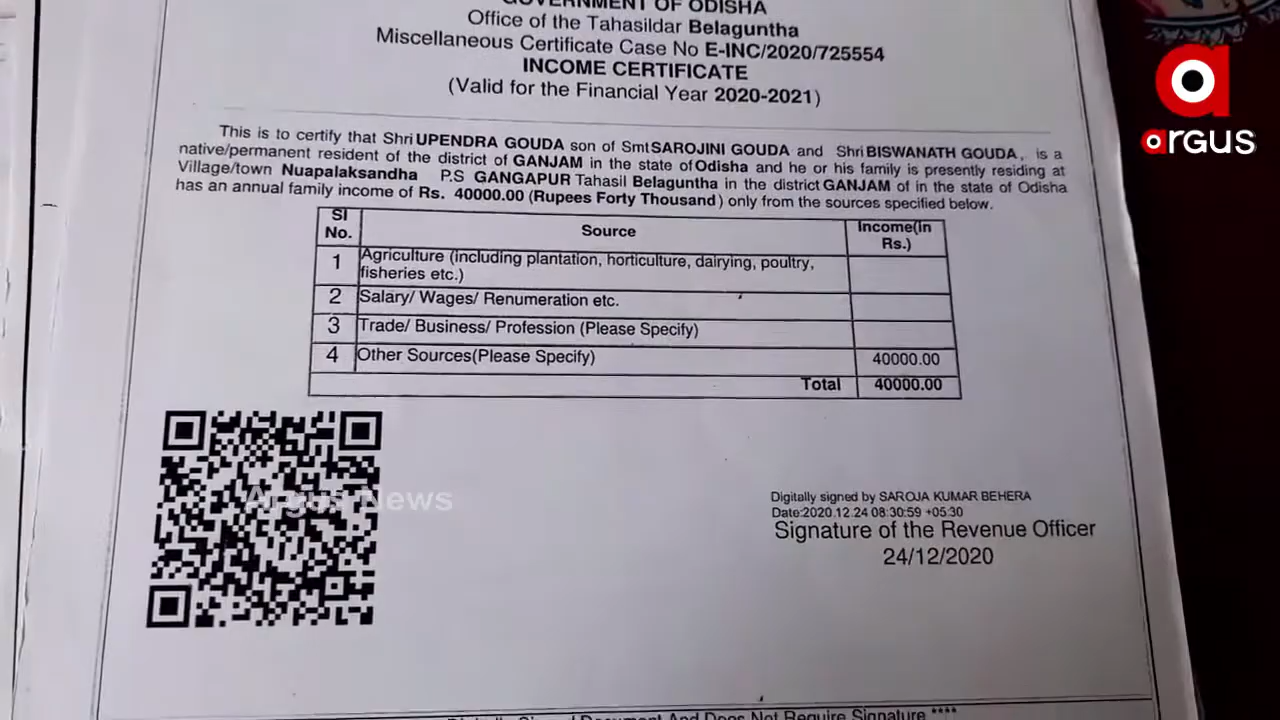 GOVERNMENT OF ODISHA
Office of the Tahasildar Belaguntha
Miscellaneous Certificate Case No E-INC/2020/725554
INCOME CERTIFICATE
(Valid for the Financial Year 2020-2021)
argus
This is to certify that Shri UPENDRA GOUDA son of Smt SAROJINI GOUDA and Shri BISWANATH GOUDA, is a
native/permanent resident of the district of GANJAM in the state of Odisha and he or his family is presently residing at
Village/town Nuapalaksandha P.S GANGAPUR Tahasil Belaguntha in the district GANJAM of in the state of Odisha
has an annual family income of Rs. 40000.00 (Rupees Forty Thousand) only from the sources specified below.
Sl No. Source Income(In Rs.)
1 Agriculture (including plantation, horticulture, dairying, poultry,
fisheries etc.)
2 Salary/ Wages/ Renumeration etc.
3 Trade/ Business/ Profession (Please Specify)
4 Other Sources(Please Specify) 40000.00
Total 40000.00
Argus News
Digitally signed by SAROJA KUMAR BEHERA
Date:2020.12.24 08:30:59 +05:30
Signature of the Revenue Officer
24/12/2020
Document And Does Not Require Signature ****